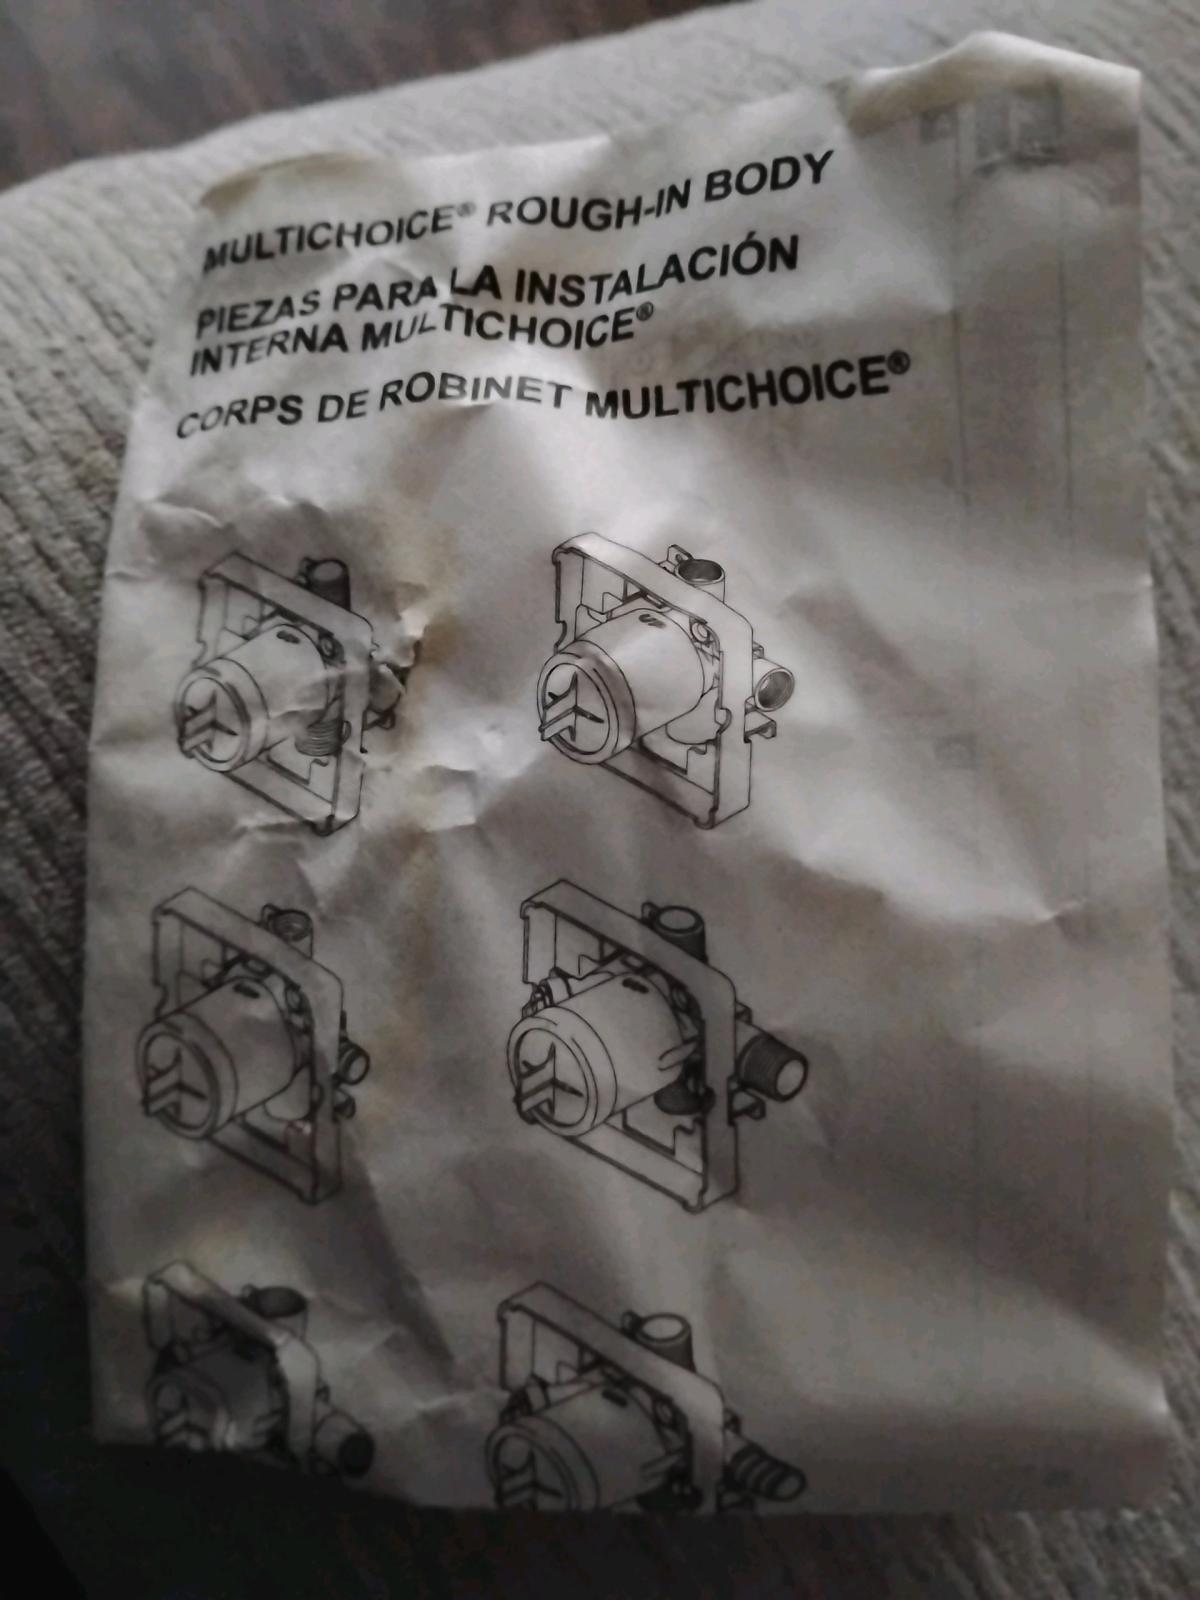 MULTICHOICE® ROUGH-IN BODY
PIEZAS PARA LA INSTALACIÓN
INTERNA MULTICHOICE®
CORPS DE ROBINET MULTICHOICE®